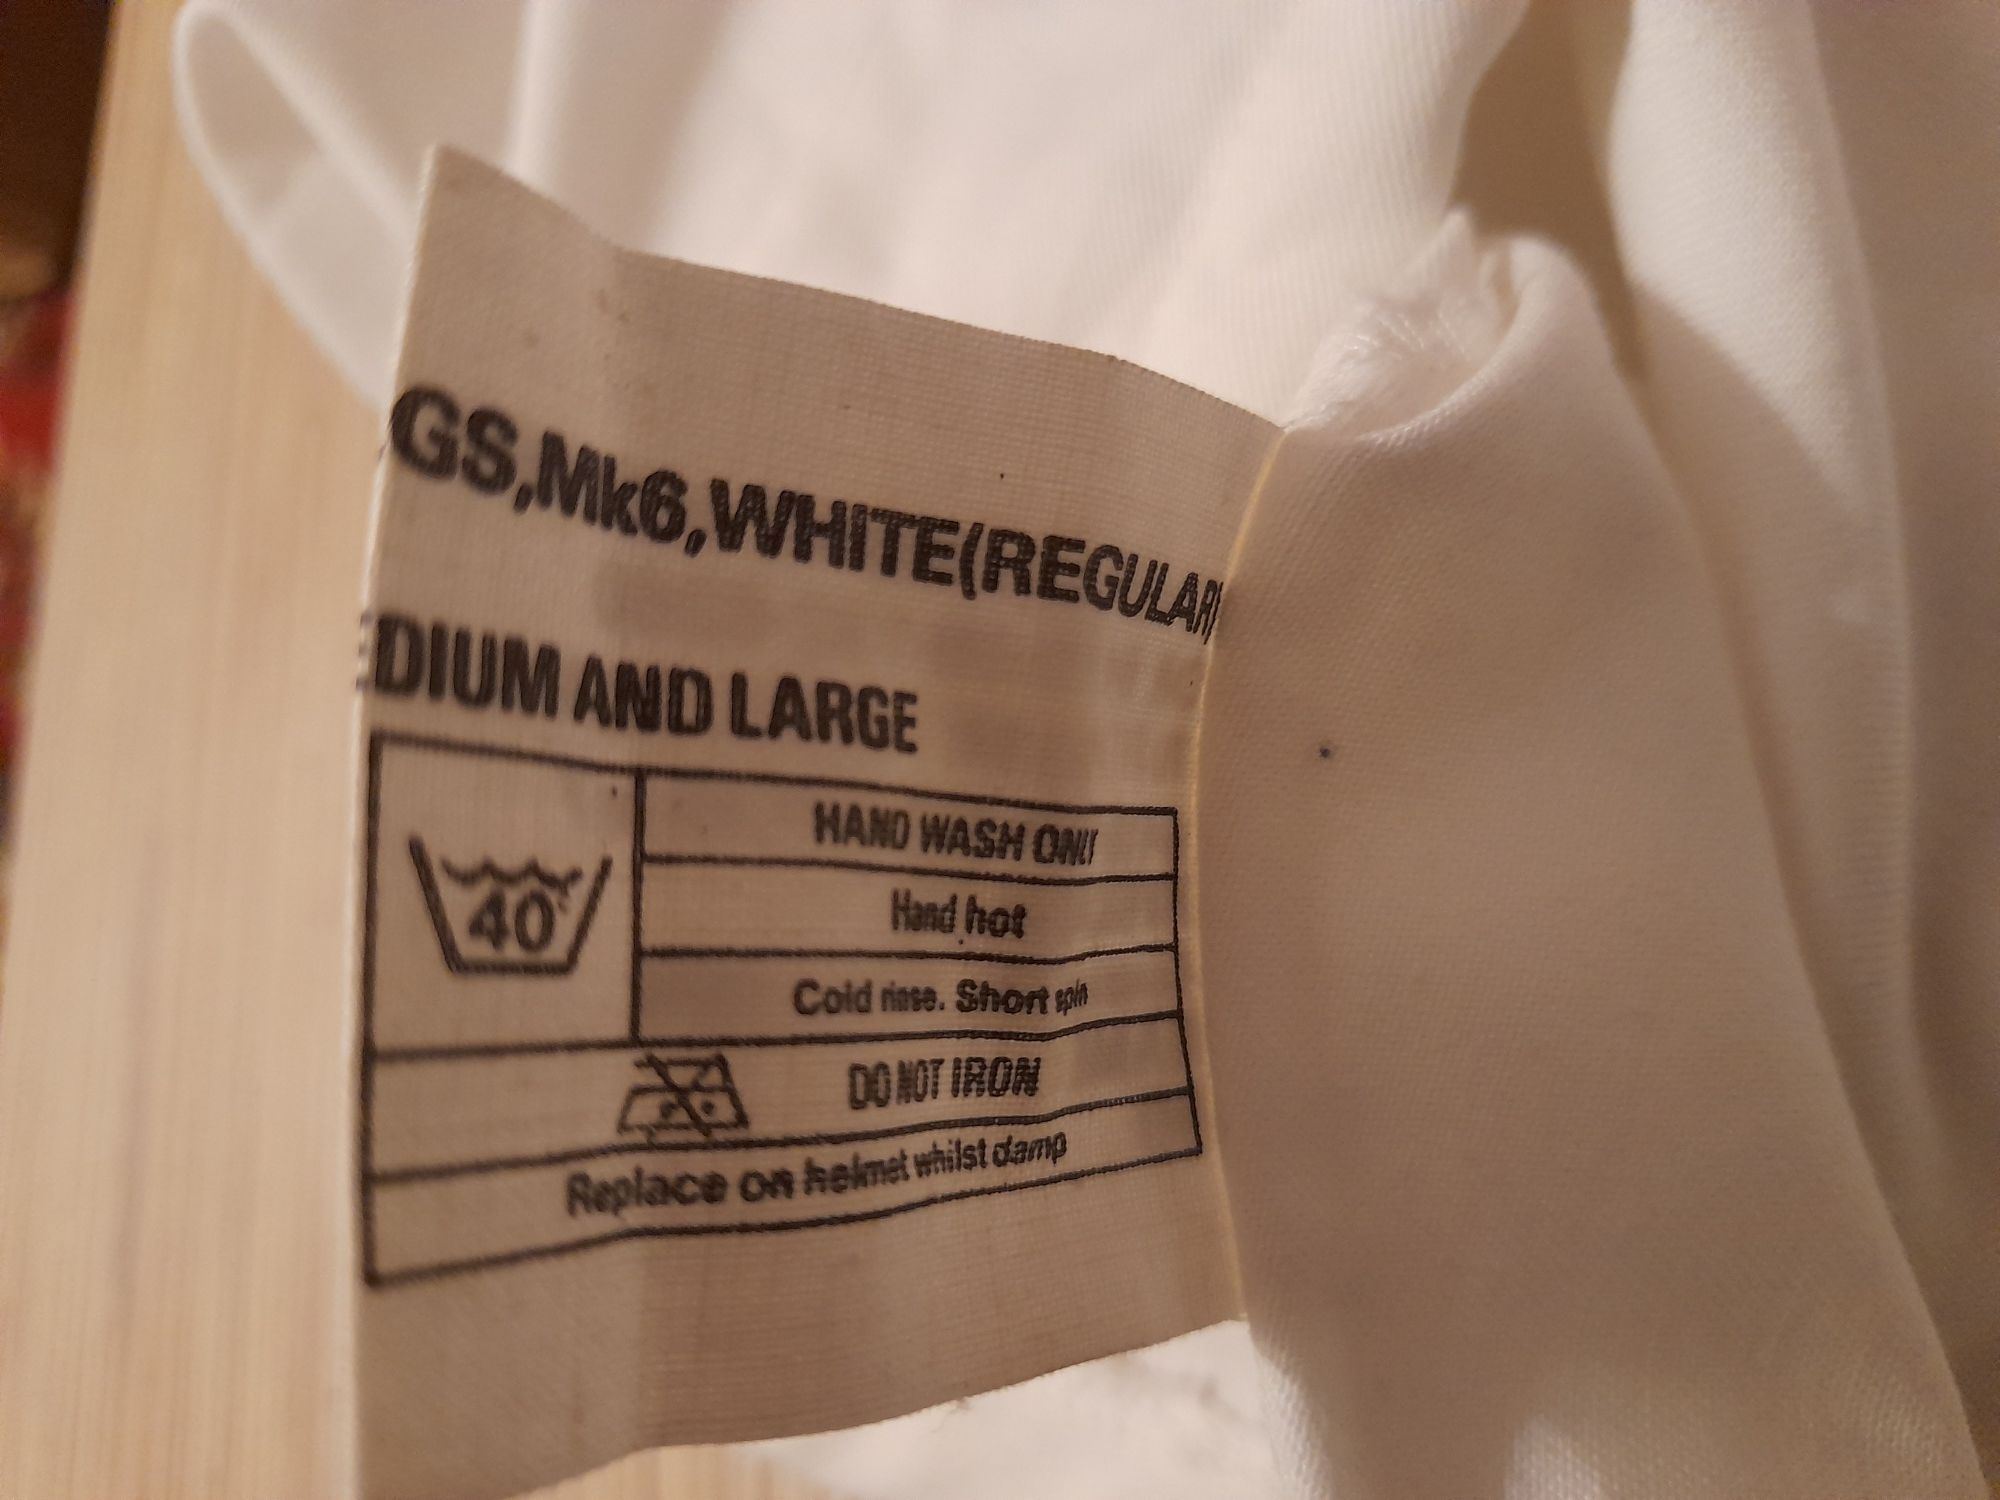 GS,Mk6,WHITE(REGULAR)
EDIUM AND LARGE
HAND WASH ONLY
40
Hand hot
Cold rinse. Short spin
DO NOT IRON
Replace on helmet whilst damp